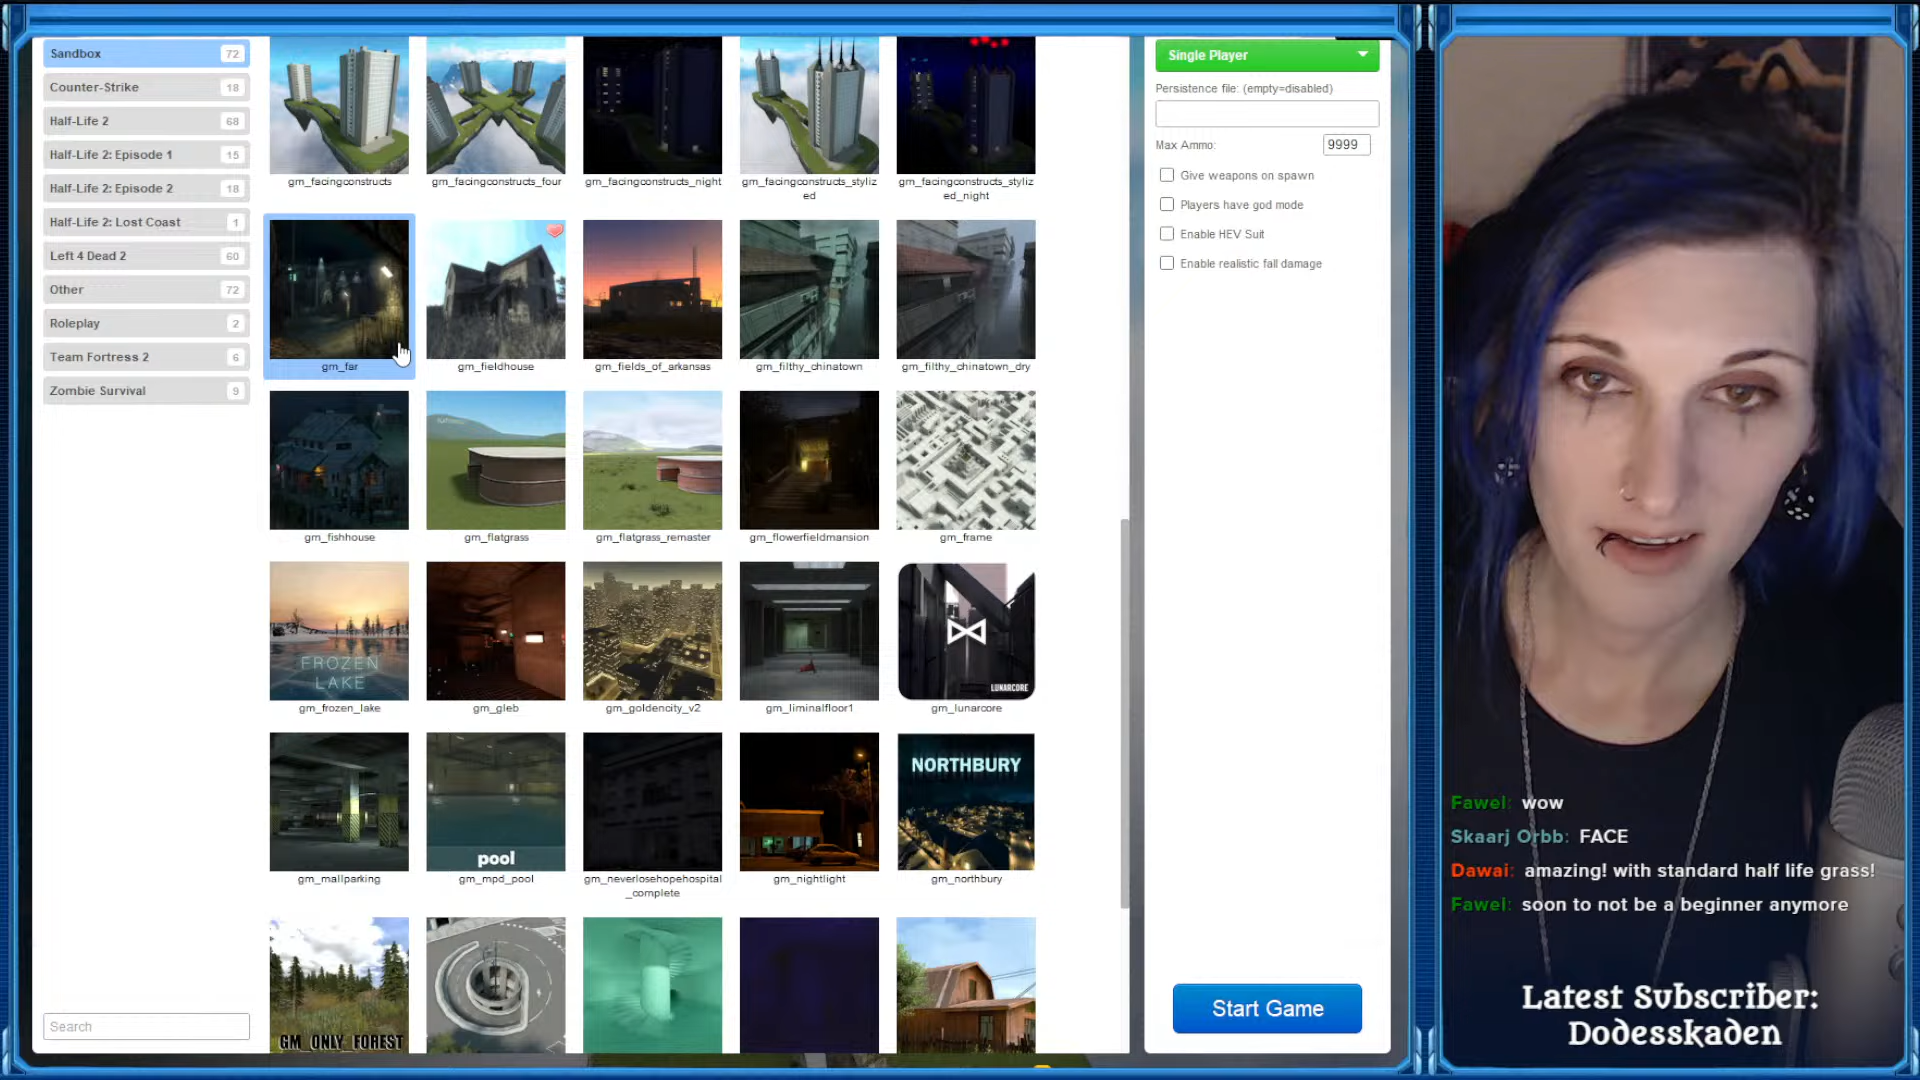 Sandbox 72
Counter-Strike 18
Half-Life 2 68
Half-Life 2: Episode 1 15
Half-Life 2: Episode 2 18
Half-Life 2: Lost Coast 1
Left 4 Dead 2 60
Other 72
Roleplay 2
Team Fortress 2 6
Zombie Survival 9
Search
gm_facingconstructs
gm_facingconstructs_four
gm_facingconstructs_night
gm_facingconstructs_styliz
ed
gm_facingconstructs_styliz
ed_night
gm_far
gm_fieldhouse
gm_fields_of_arkansas
gm_filthy_chinatown
gm_filthy_chinatown_dry
gm_fishhouse
gm_flatgrass
gm_flatgrass_remaster
gm_flowerfieldmansion
gm_frame
FROZEN
LAKE
LUNARCORE
gm_frozen_lake
gm_gleb
gm_goldencity_v2
gm_liminalfloor1
gm_lunarcore
pool
NORTHBURY
gm_mallparking
gm_mpd_pool
gm_neverlosehopehospital
_complete
gm_nightlight
gm_northbury
GM_ONLY_FOREST
Single Player
Persistence file: (empty=disabled)
Max Ammo: 9999
Give weapons on spawn
Players have god mode
Enable HEV Suit
Enable realistic fall damage
Start Game
Fawel: wow
Skaarj Orbb: FACE
Dawai: amazing! with standard half life grass!
Fawel: soon to not be a beginner anymore
Latest Subscriber:
Dodesskaden